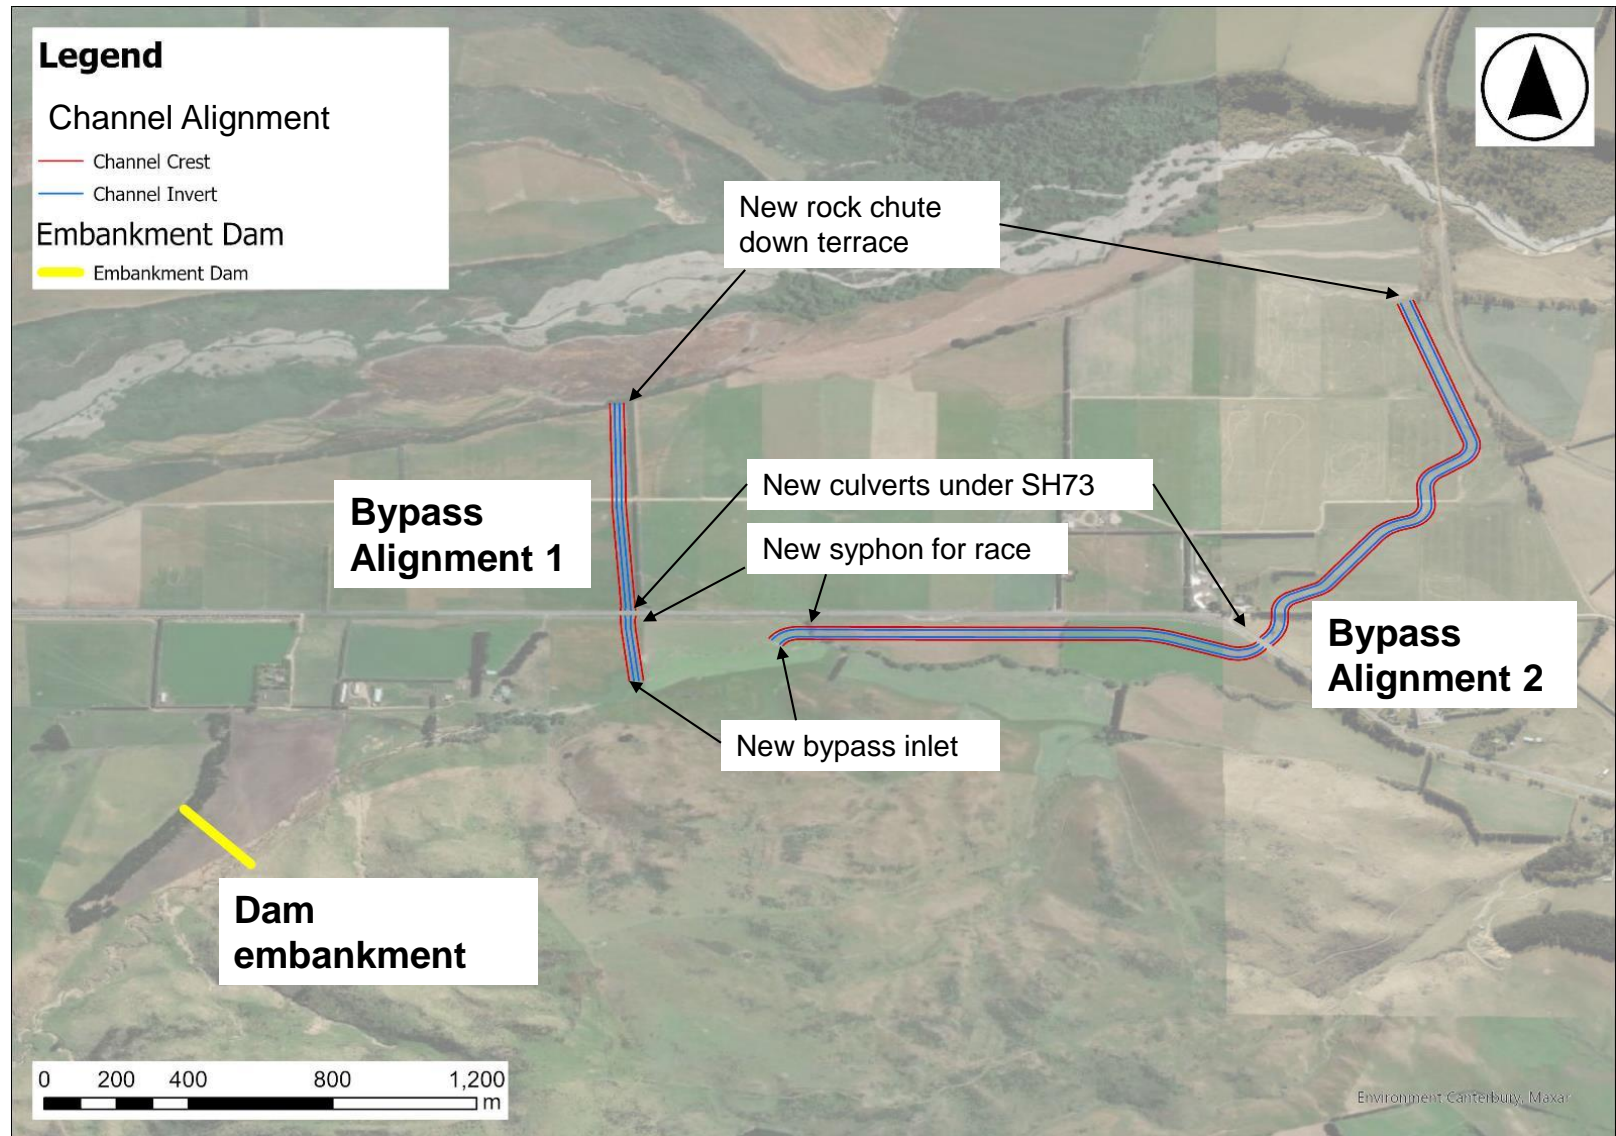 Legend
Channel Alignment
Channel Crest
Channel Invert
Embankment Dam
Embankment Dam
New rock chute
down terrace
Bypass
Alignment 1
New culverts under SH73
New syphon for race
Bypass
Alignment 2
New bypass inlet
Dam
embankment
0 200 400 800 1,200
m
Environment Canterbury, Maxar